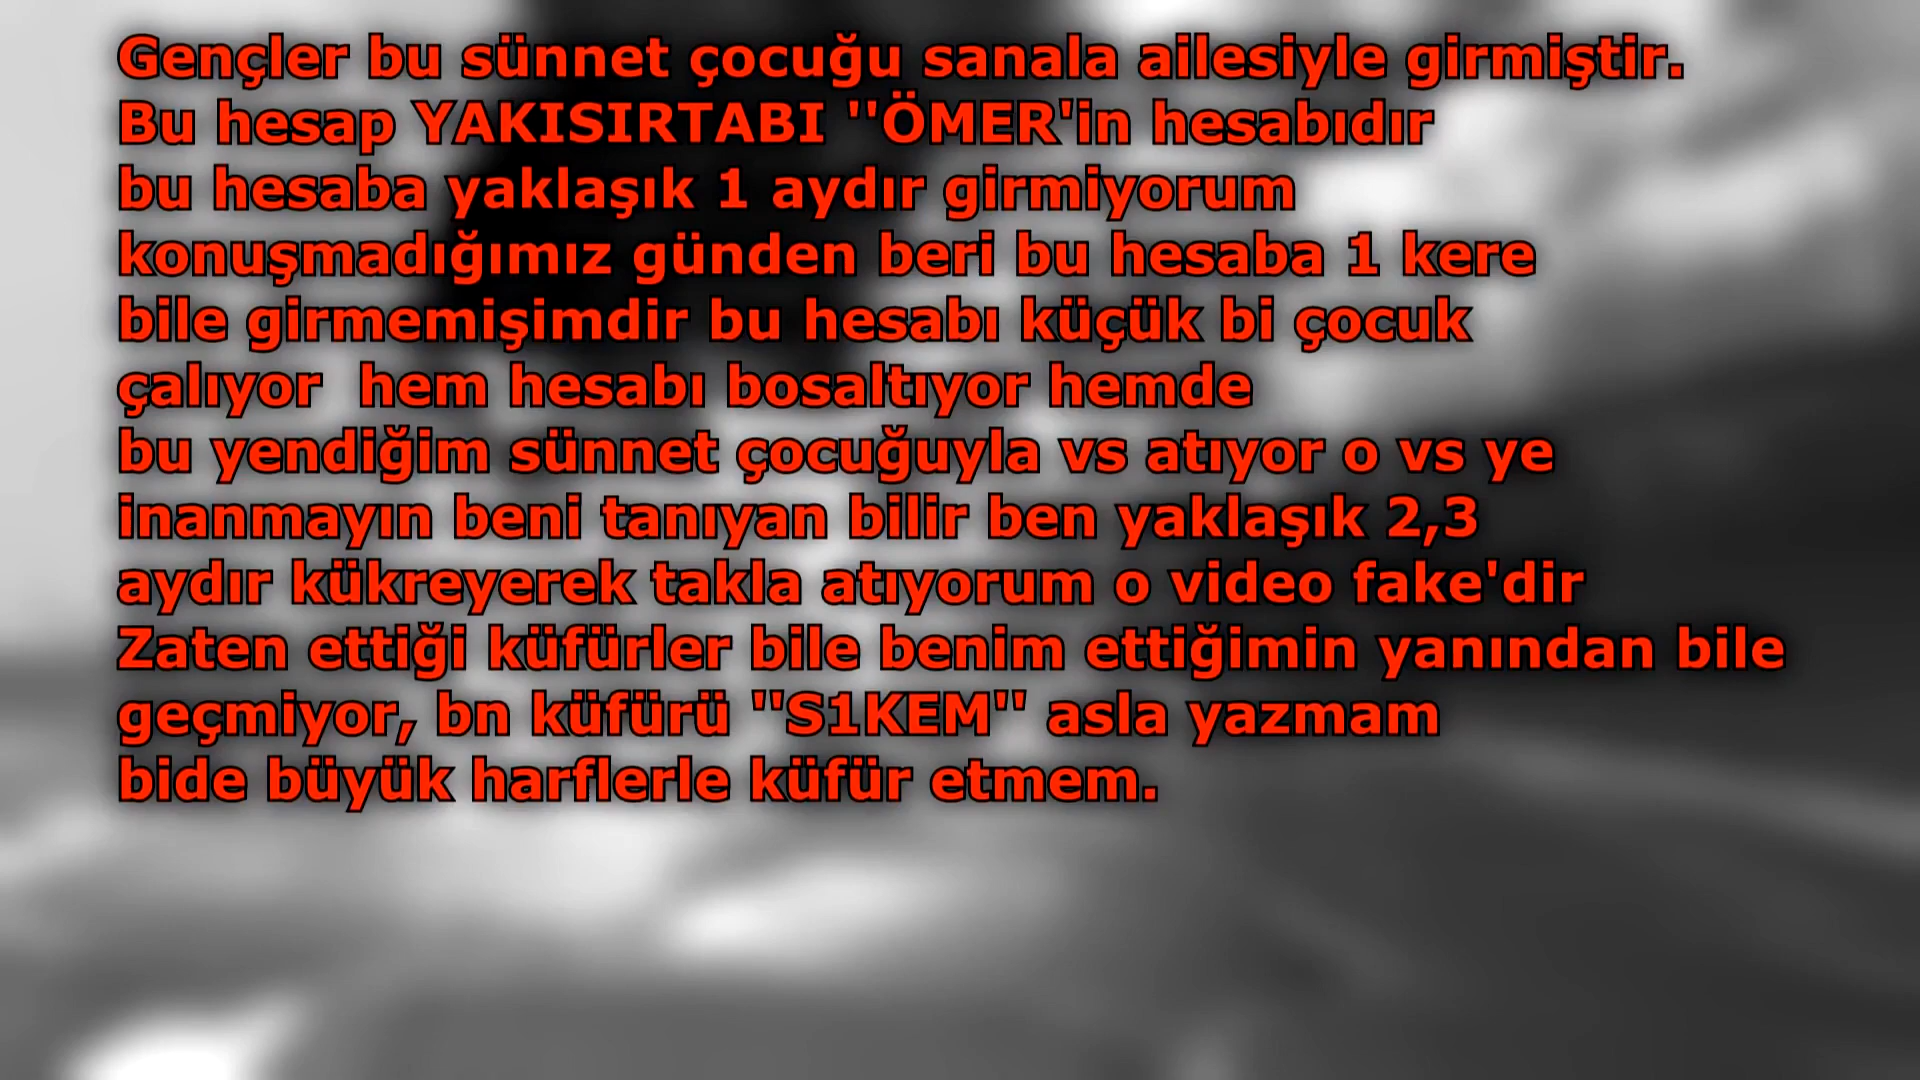 Gençler bu sünnet çocuğu sanala ailesiyle girmiştir.
Bu hesap YAKISIRTABI ''ÖMER'in hesabıdır
bu hesaba yaklaşık 1 aydır girmiyorum
konuşmadığımız günden beri bu hesaba 1 kere
bile girmemişimdir bu hesabı küçük bi çocuk
çalıyor  hem hesabı bosaltıyor hemde
bu yendiğim sünnet çocuğuyla vs atıyor o vs ye
inanmayın beni tanıyan bilir ben yaklaşık 2,3
aydır kükreyerek takla atıyorum o video fake'dir
Zaten ettiği küfürler bile benim ettiğimin yanından bile
geçmiyor, bn küfürü ''S1KEM'' asla yazmam
bide büyük harflerle küfür etmem.